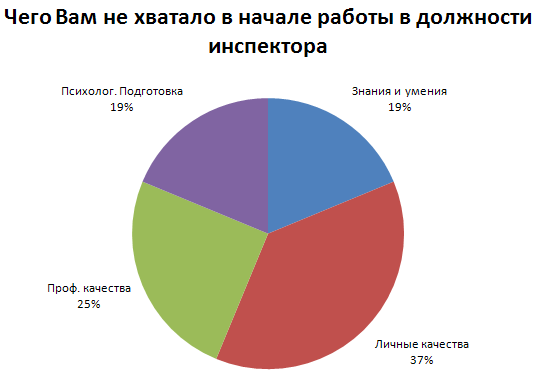 Чего Вам не хватало в начале работы в должности
инспектора
Психолог. Подготовка
19%
Знания и умения
19%
Проф. качества
25%
Личные качества
37%